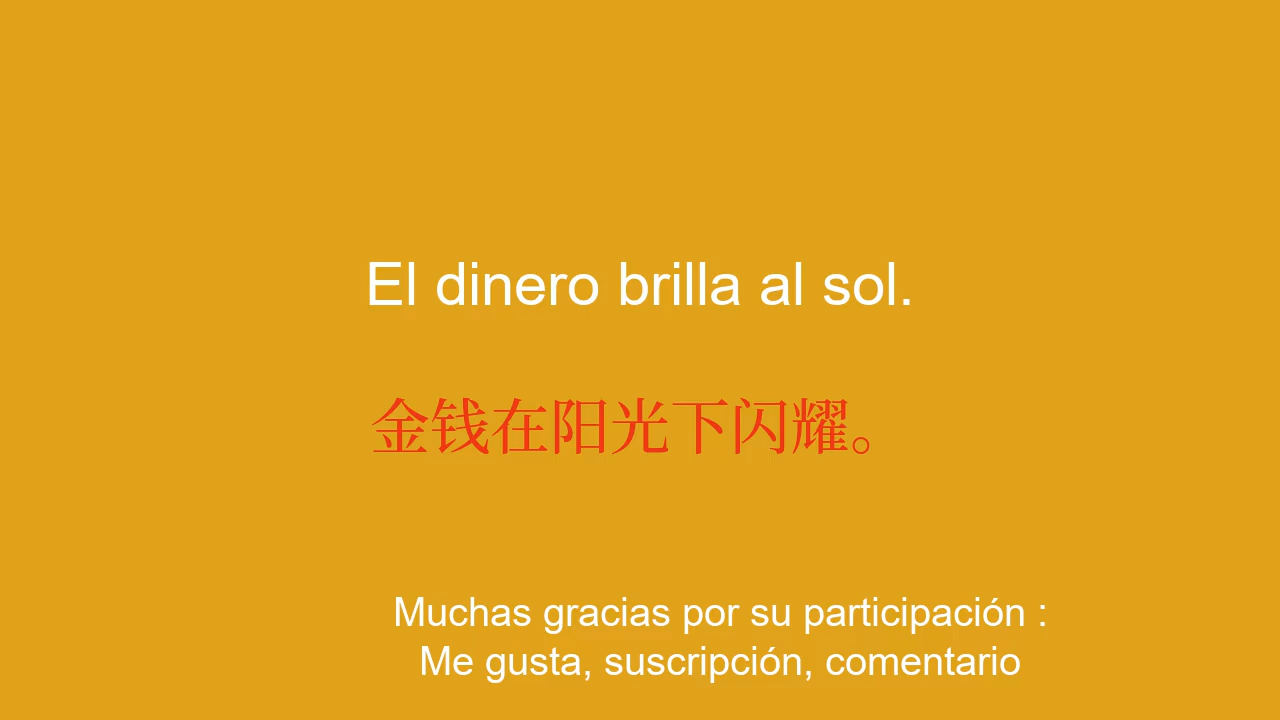 El dinero brilla al sol.
金钱在阳光下闪耀。
Muchas gracias por su participación :
Me gusta, suscripción, comentario